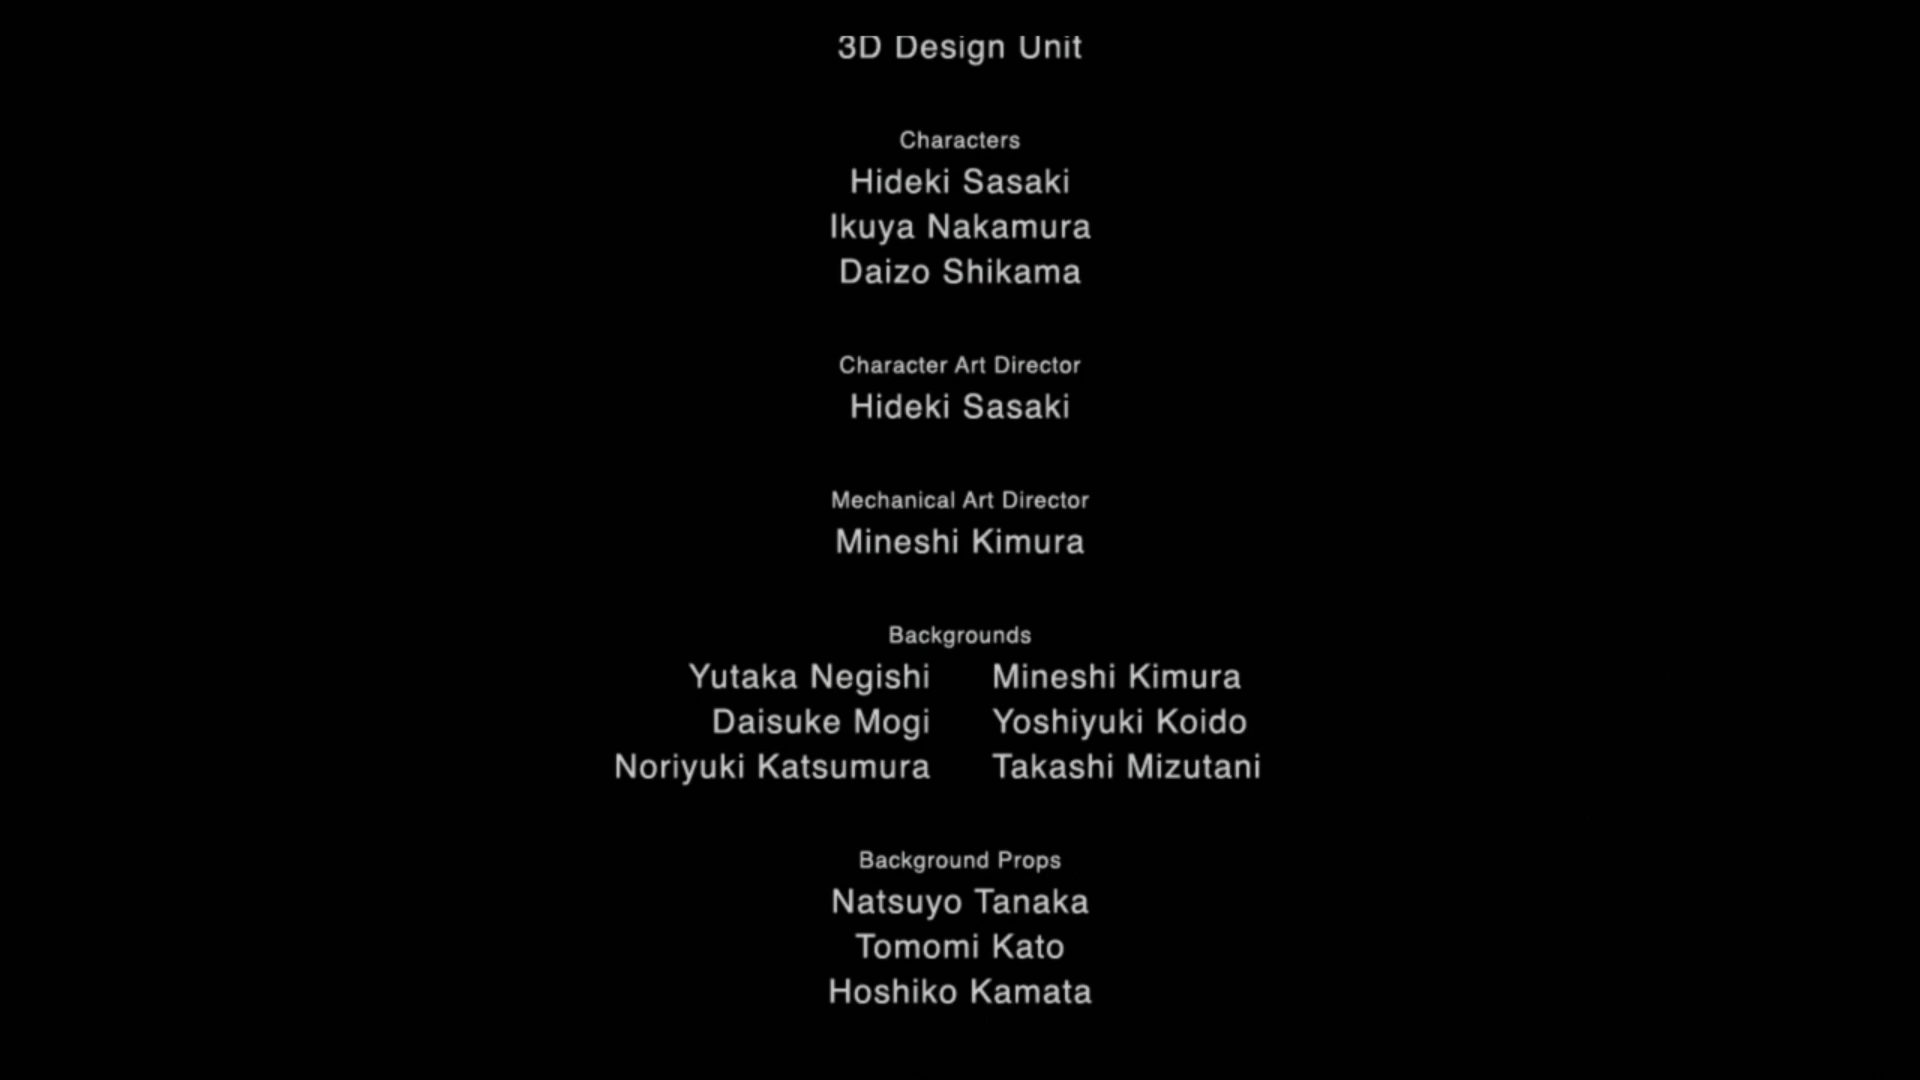 3D Design Unit
Characters
Hideki Sasaki
Ikuya Nakamura
Daizo Shikama
Character Art Director
Hideki Sasaki
Mechanical Art Director
Mineshi Kimura
Backgrounds
Yutaka Negishi Mineshi Kimura
Daisuke Mogi Yoshiyuki Koido
Noriyuki Katsumura Takashi Mizutani
Background Props
Natsuyo Tanaka
Tomomi Kato
Hoshiko Kamata